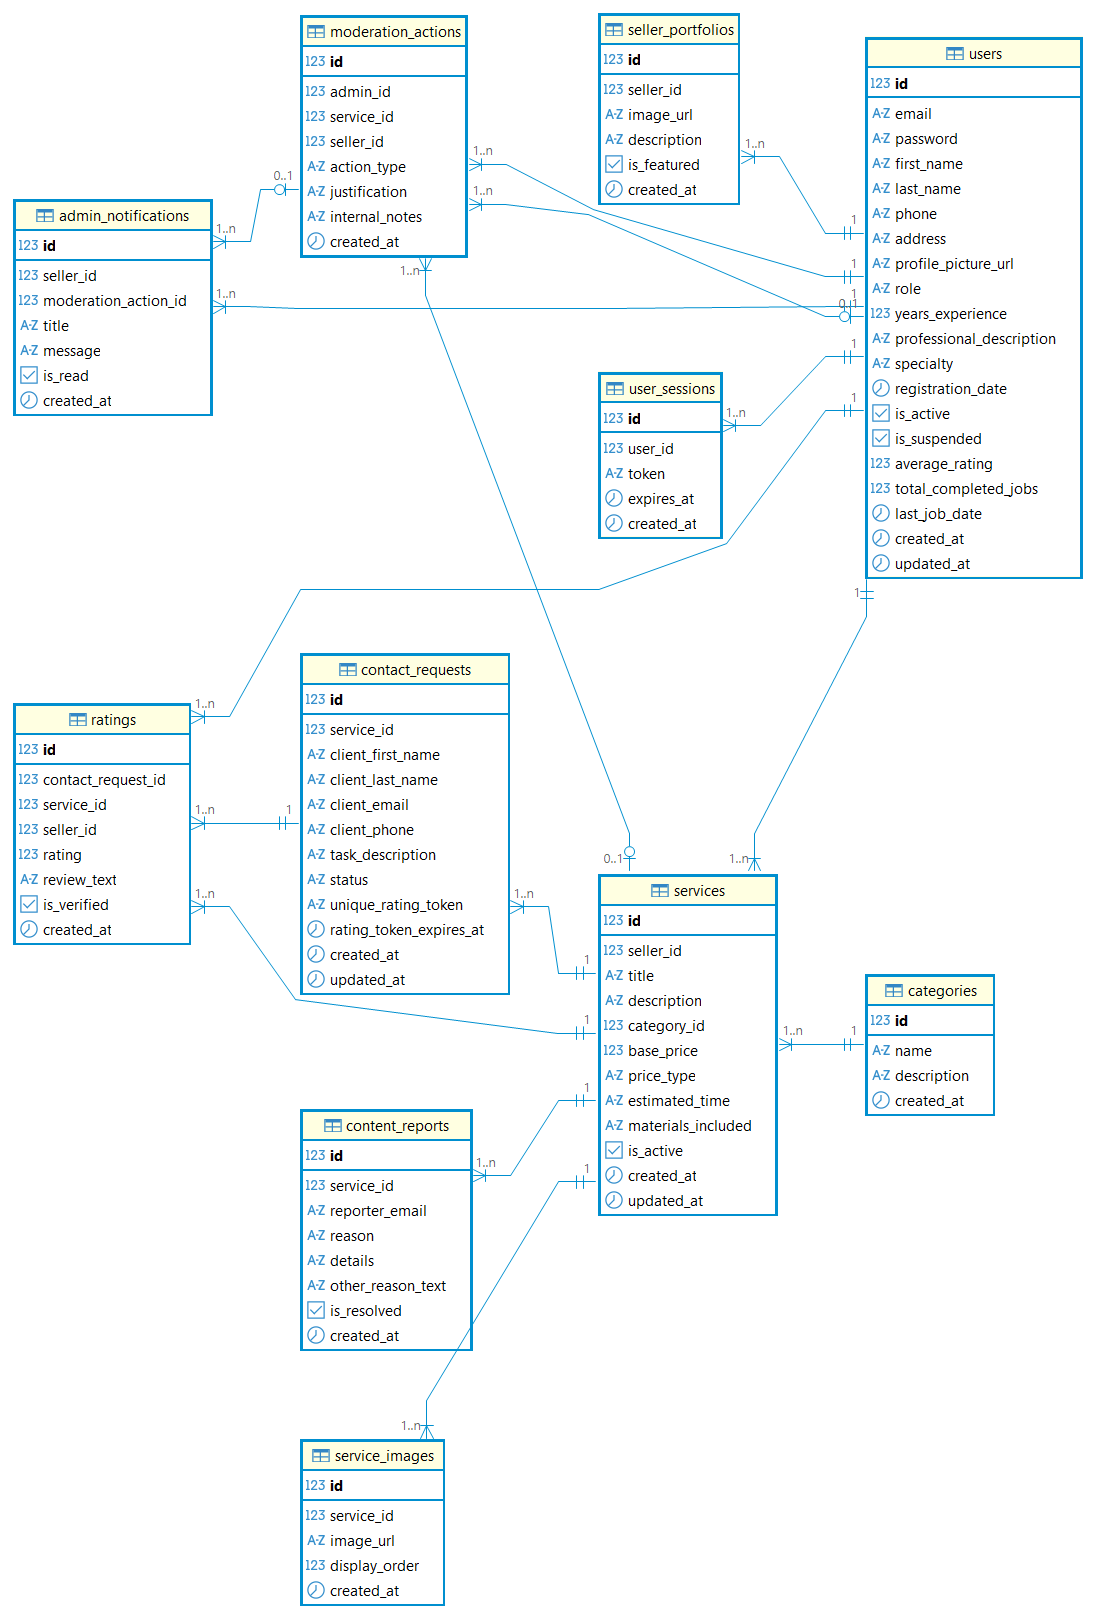 moderation_actions
123 id
123 admin_id
123 service_id
123 seller_id
A-Z action_type
A-Z justification
A-Z internal_notes
created_at
seller_portfolios
123 id
123 seller_id
A-Z image_url
A-Z description
is_featured
created_at
users
123 id
A-Z email
A-Z password
A-Z first_name
A-Z last_name
A-Z phone
A-Z address
A-Z profile_picture_url
A-Z role
123 years_experience
A-Z professional_description
A-Z specialty
registration_date
is_active
is_suspended
123 average_rating
123 total_completed_jobs
last_job_date
created_at
updated_at
1..n
1..n
1..n
1
1
1
0..1
1
1
1
0..1
1..n
1..n
1..n
admin_notifications
123 id
123 seller_id
123 moderation_action_id
A-Z title
A-Z message
is_read
created_at
user_sessions
123 id
123 user_id
A-Z token
expires_at
created_at
1..n
contact_requests
123 id
123 service_id
A-Z client_first_name
A-Z client_last_name
A-Z client_email
A-Z client_phone
A-Z task_description
A-Z status
A-Z unique_rating_token
rating_token_expires_at
created_at
updated_at
ratings
123 id
123 contact_request_id
123 service_id
123 seller_id
123 rating
A-Z review_text
is_verified
created_at
1..n
1..n
1
1..n
1..n
0..1
1..n
1
1
services
123 id
123 seller_id
A-Z title
A-Z description
123 category_id
123 base_price
A-Z price_type
A-Z estimated_time
A-Z materials_included
is_active
created_at
updated_at
1..n
1
categories
123 id
A-Z name
A-Z description
created_at
content_reports
123 id
123 service_id
A-Z reporter_email
A-Z reason
A-Z details
A-Z other_reason_text
is_resolved
created_at
1
1..n
1
1..n
service_images
123 id
123 service_id
A-Z image_url
123 display_order
created_at